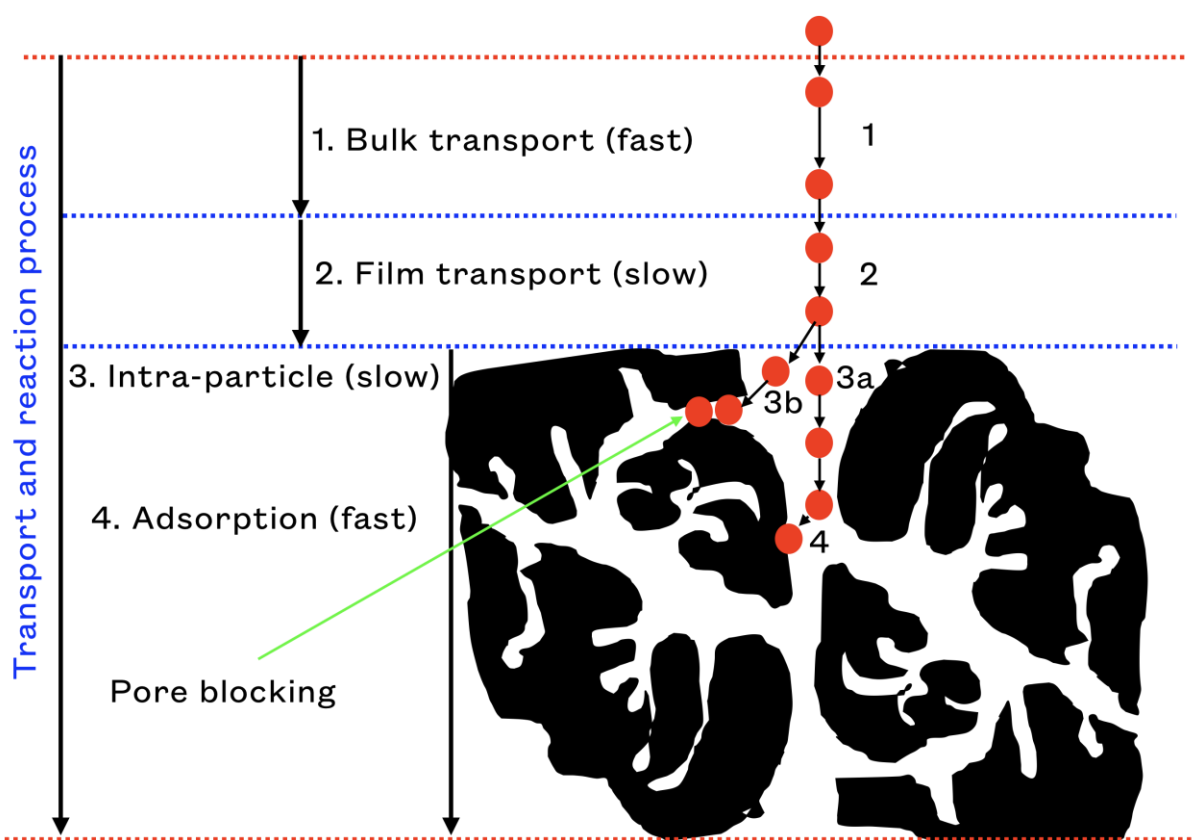 Transport and reaction process
1. Bulk transport (fast)
1
2. Film transport (slow)
2
3. Intra-particle (slow)
3a
3b
4. Adsorption (fast)
4
Pore blocking